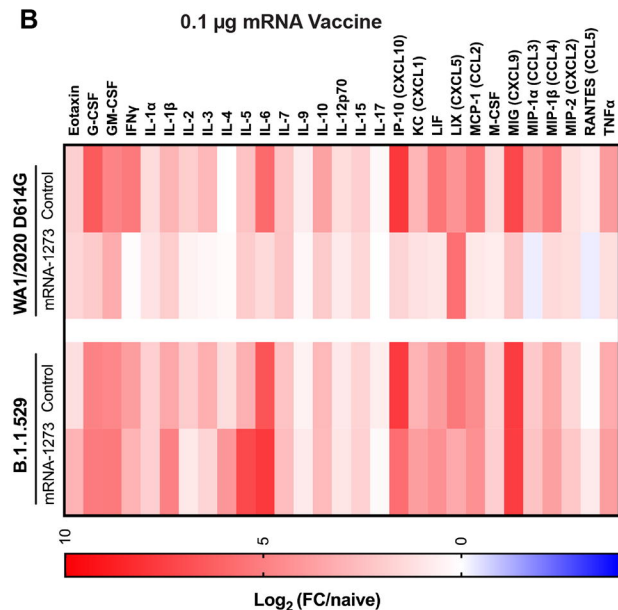 B
0.1 µg mRNA Vaccine
Eotaxin
G-CSF
GM-CSF
IFNγ
IL-1α
IL-1β
IL-2
IL-3
IL-4
IL-5
IL-6
IL-7
IL-9
IL-10
IL-12p70
IL-15
IL-17
IP-10 (CXCL10)
KC (CXCL1)
LIF
LIX (CXCL5)
MCP-1 (CCL2)
M-CSF
MIG (CXCL9)
MIP-1α (CCL3)
MIP-1β (CCL4)
MIP-2 (CXCL2)
RANTES (CCL5)
TNFα
WA1/2020 D614G
Control
mRNA-1273
B.1.1.529
Control
mRNA-1273
10
5
0
Log2 (FC/naive)